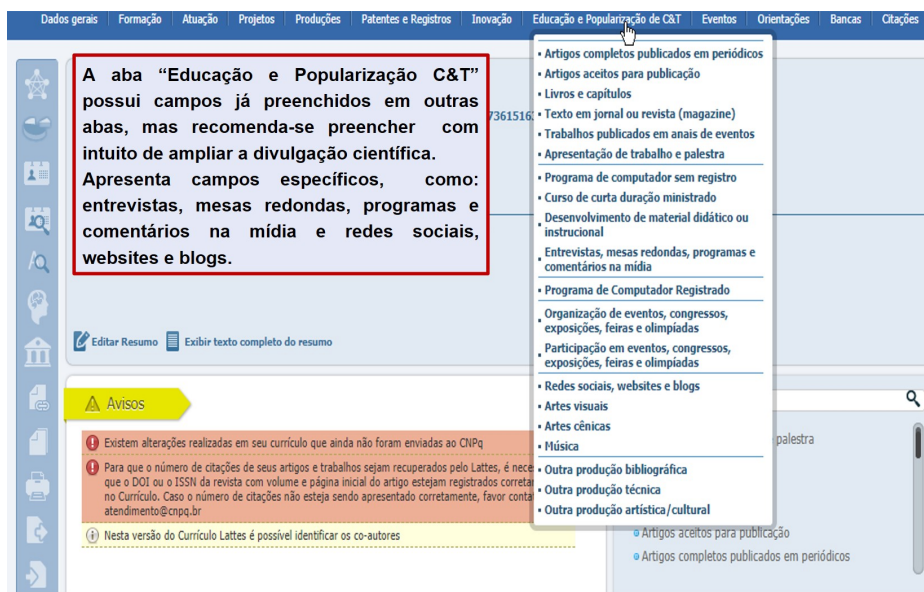 Dados gerais Formação Atuação Projetos Produções Patentes e Registros Inovação Educação e Popularização de C&T Eventos Orientações Bancas Citações
A aba “Educação e Popularização C&T”
possui campos já preenchidos em outras
abas, mas recomenda-se preencher com
intuito de ampliar a divulgação científica.
Apresenta campos específicos, como:
entrevistas, mesas redondas, programas e
comentários na mídia e redes sociais,
websites e blogs.
Artigos completos publicados em periódicos
Artigos aceitos para publicação
Livros e capítulos
Texto em jornal ou revista (magazine)
Trabalhos publicados em anais de eventos
Apresentação de trabalho e palestra
Programa de computador sem registro
Curso de curta duração ministrado
Desenvolvimento de material didático ou
instrucional
Entrevistas, mesas redondas, programas e
comentários na mídia
Programa de Computador Registrado
Organização de eventos, congressos,
exposições, feiras e olimpíadas
Participação em eventos, congressos,
exposições, feiras e olimpíadas
Redes sociais, websites e blogs
Artes visuais
Artes cênicas
Música
Outra produção bibliográfica
Outra produção técnica
Outra produção artística/cultural
Editar Resumo Exibir texto completo do resumo
Avisos
Existem alterações realizadas em seu currículo que ainda não foram enviadas ao CNPq
Para que o número de citações de seus artigos e trabalhos sejam recuperados pelo Lattes, é
que o DOI ou o ISSN da revista com volume e página inicial do artigo estejam registrados
no Currículo. Caso o número de citações não esteja sendo apresentado corretamente, favor
atendimento@cnpq.br
Nesta versão do Currículo Lattes é possível identificar os co-autores
palestra
Artigos aceitos para publicação
Artigos completos publicados em periódicos